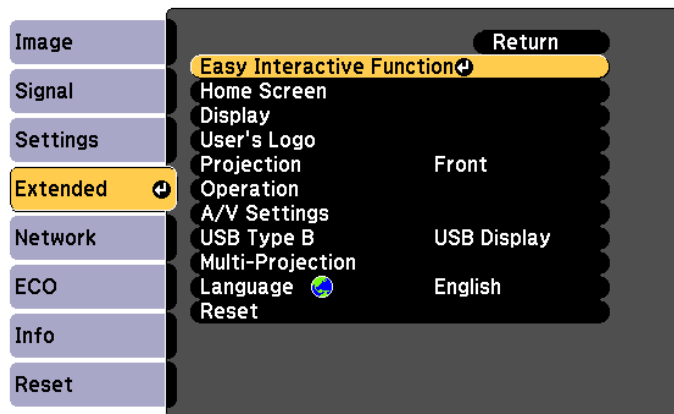 Image
Signal
Settings
Extended
Network
ECO
Info
Reset
Return
Easy Interactive Function
Home Screen
Display
User's Logo
Projection Front
Operation
A/V Settings
USB Type B USB Display
Multi-Projection
Language English
Reset